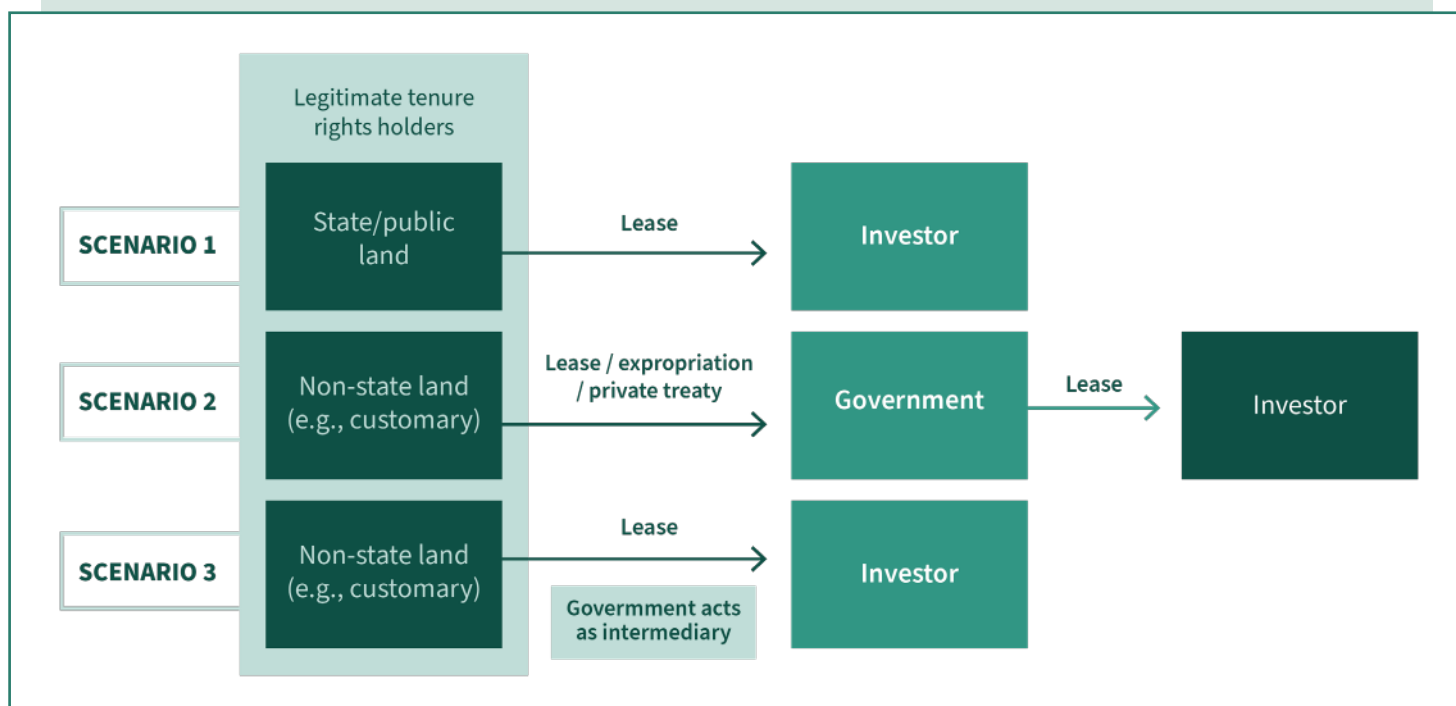 Legitimate tenure
rights holders
SCENARIO 1
State/public
land
Lease
Investor
SCENARIO 2
Non-state land
(e.g., customary)
Lease / expropriation
/ private treaty
Government
Lease
Investor
SCENARIO 3
Non-state land
(e.g., customary)
Lease
Govermment acts
as intermediary
Investor